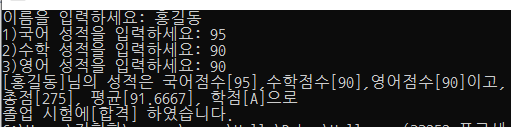 이름을 입력하세요: 홍길동
1)국어 성적을 입력하세요: 95
2)수학 성적을 입력하세요: 90
3)영어 성적을 입력하세요: 90
[홍길동]님의 성적은 국어점수[95],수학점수[90],영어점수[90]이고,
총점[275], 평균[91.6667], 학점[A]으로
졸업 시험에[합격] 하였습니다.